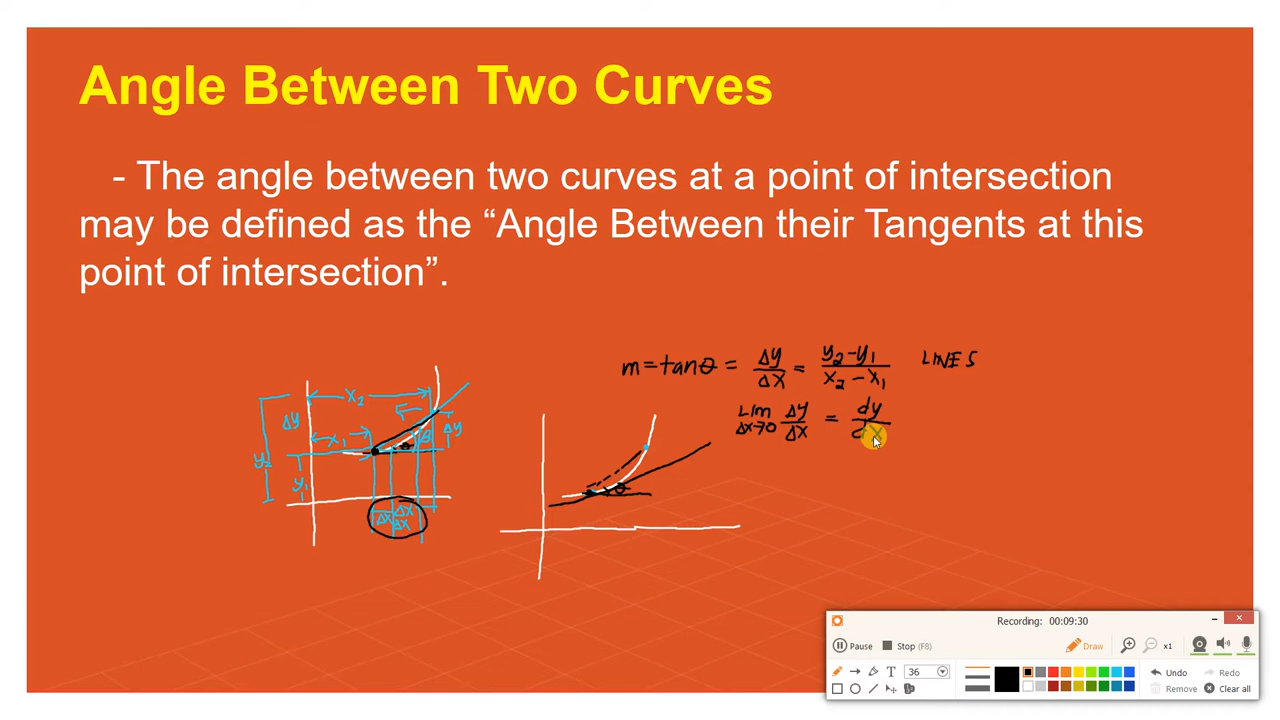 Angle Between Two Curves
- The angle between two curves at a point of intersection
may be defined as the “Angle Between their Tangents at this
point of intersection”.
m = tanθ = Δy/Δx = y₂-y₁/x₂-x₁ LINES
Lim Δx→0 Δy/Δx = dy/dx
x₂
Δy
x₁
θ
Δy
y₂
y₁
Δx Δx
Δx
θ
Recording: 00:09:30
Pause Stop (F8) Draw x1
T 36 Undo Redo
Remove Clear all